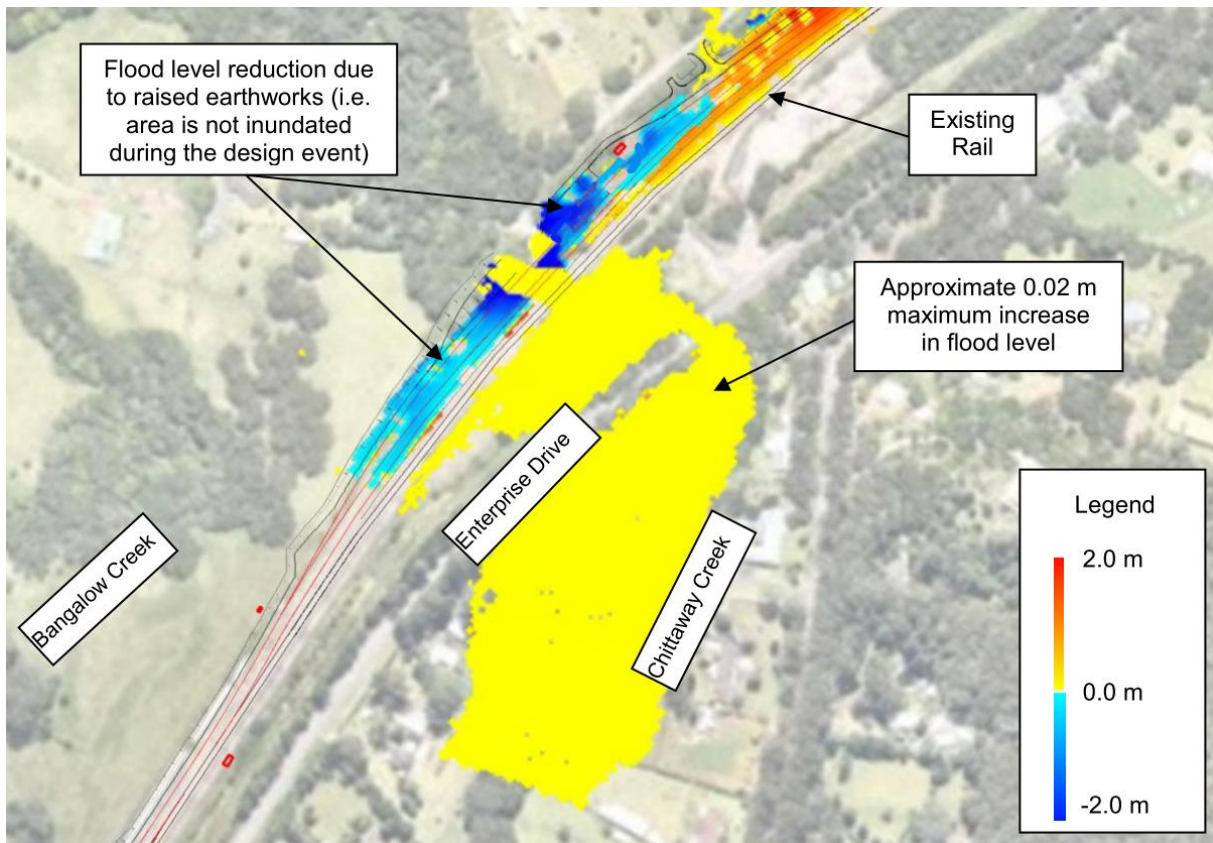 Flood level reduction due
to raised earthworks (i.e.
area is not inundated
during the design event)
Existing
Rail
Approximate 0.02 m
maximum increase
in flood level
Enterprise Drive
Chittaway Creek
Bangalow Creek
Legend
2.0 m
0.0 m
-2.0 m